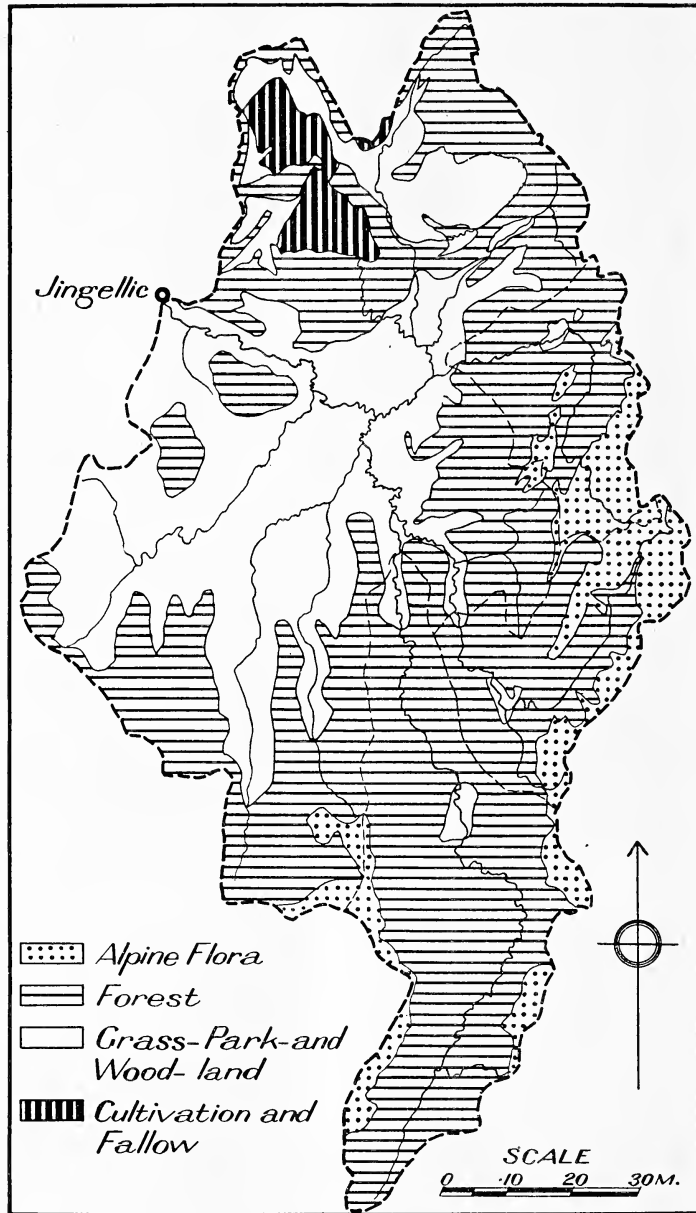 Jingellic
Alpine Flora
Forest
Grass-Park-and
Wood-land
Cultivation and
Fallow
SCALE
0 10 20 30M.